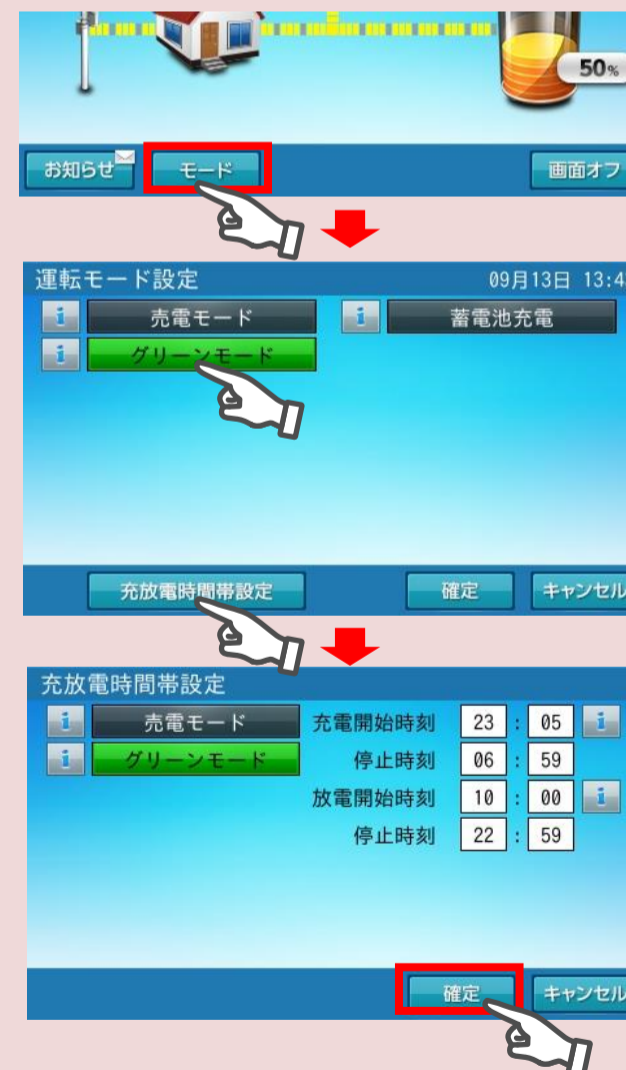 50%
お知らせ モード 画面オフ
運転モード設定 09月13日 13:4
i 売電モード i 蓄電池充電
i グリーンモード
充放電時間帯設定 確定 キャンセル
充放電時間帯設定
i 売電モード 充電開始時刻 23 : 05 i
i グリーンモード 停止時刻 06 : 59
放電開始時刻 10 : 00 i
停止時刻 22 : 59
確定 キャンセル